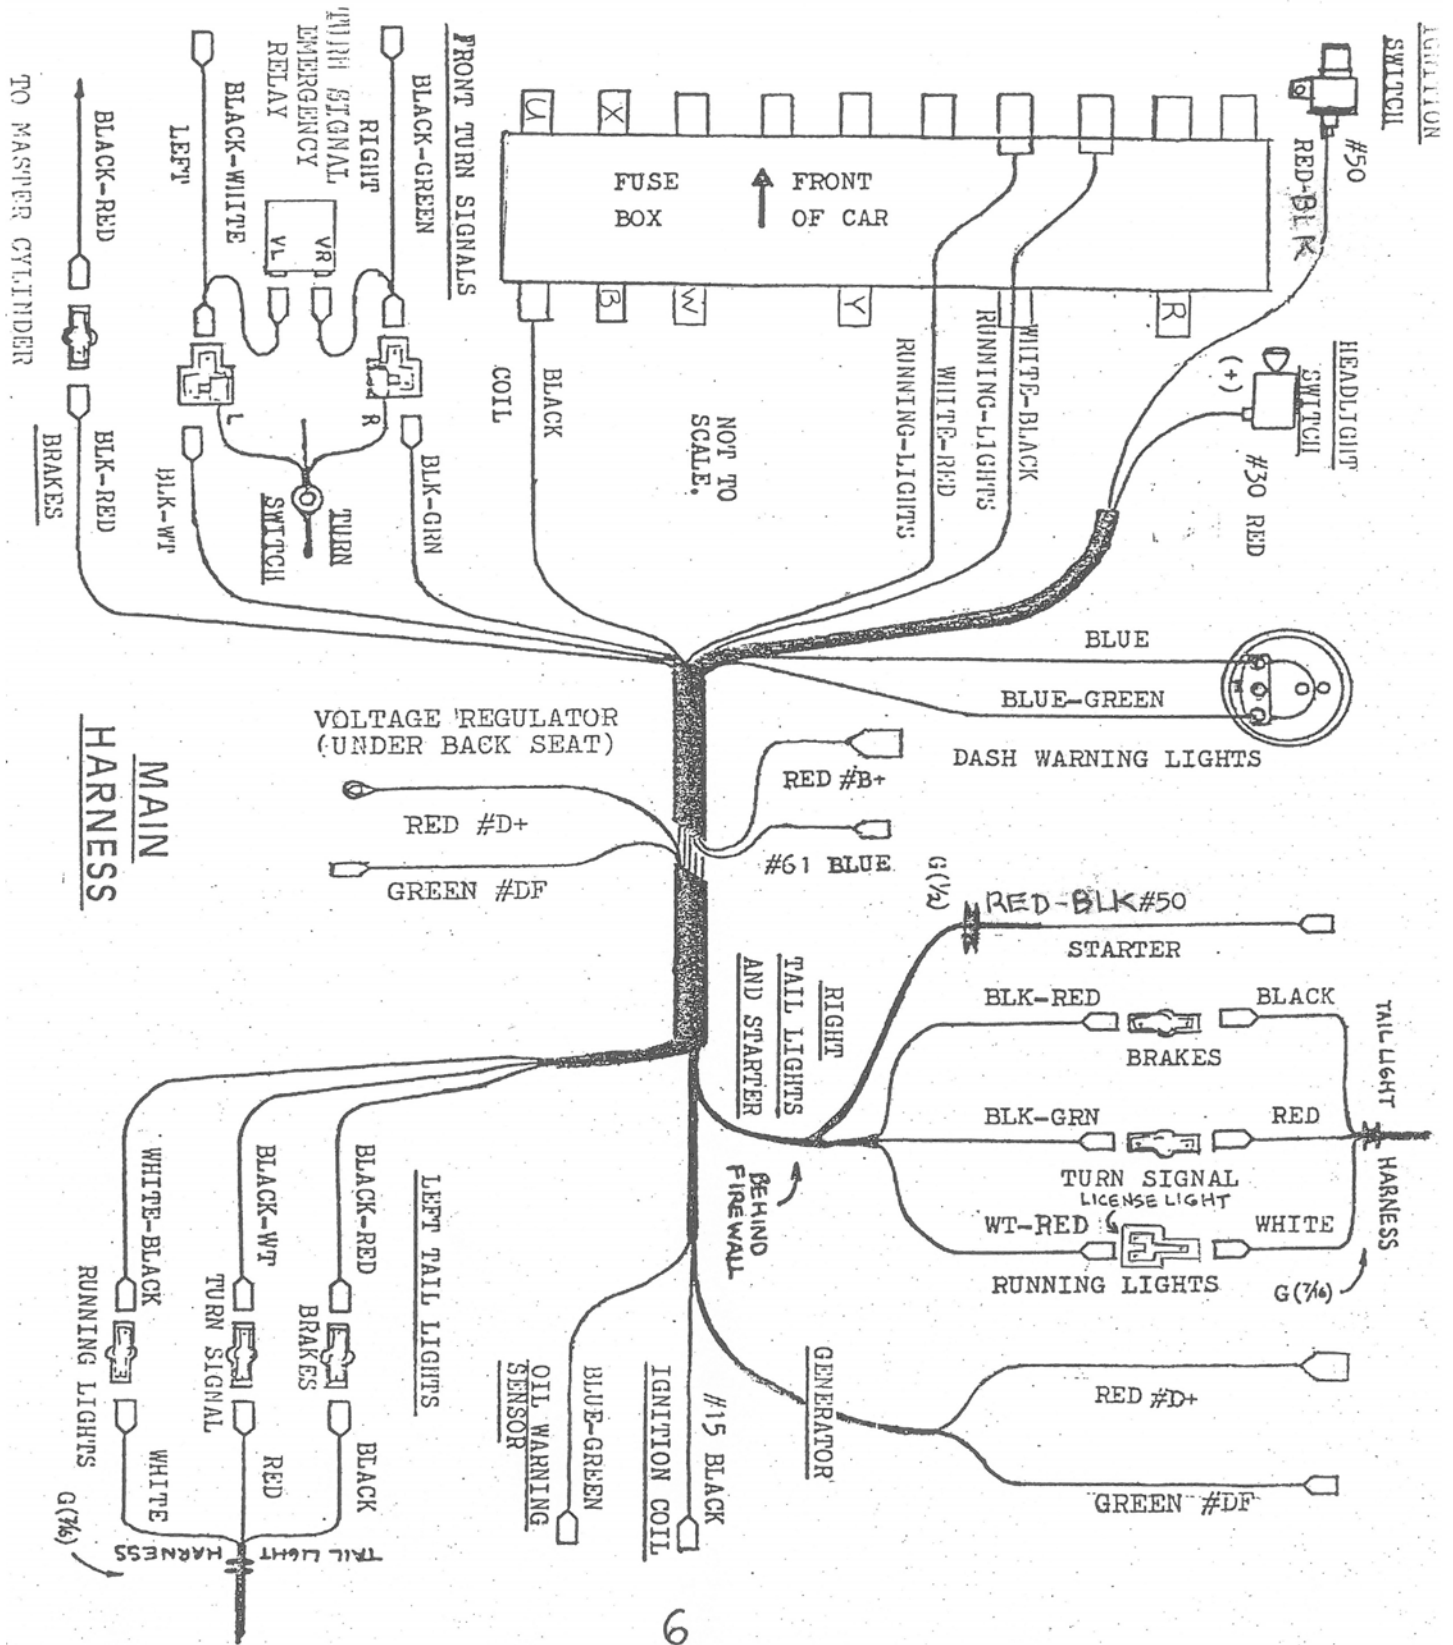 IGNITION
SWITCH
#50
RED-BLK
HEADLIGHT
SWITCH
(+)
#30 RED
FUSE
BOX
FRONT
OF CAR
U
X
B
W
Y
R
WHITE-BLACK
RUNNING-LIGHTS
WHITE-RED
RUNNING-LIGHTS
NOT TO
SCALE.
BLACK
COIL
FRONT TURN SIGNALS
BLACK-GREEN
RIGHT
TURN SIGNAL
EMERGENCY
RELAY
VR
VL
BLACK-WHITE
LEFT
BLACK-RED
TO MASTER CYLINDER
L
R
BLK-GRN
TURN
SWITCH
BLK-WT
BLK-RED
BRAKES
BLUE
BLUE-GREEN
DASH WARNING LIGHTS
VOLTAGE REGULATOR
(UNDER BACK SEAT)
RED #D+
GREEN #DF
RED #B+
#61 BLUE
MAIN
HARNESS
G(1/2)
RED-BLK #50
STARTER
RIGHT
TAIL LIGHTS
AND STARTER
BEHIND
FIREWALL
BLK-RED
BLACK
BRAKES
BLK-GRN
RED
TURN SIGNAL
LICENSE LIGHT
WT-RED
WHITE
RUNNING LIGHTS
TAIL LIGHT
HARNESS
G(7/16)
GENERATOR
RED #D+
GREEN #DF
#15 BLACK
IGNITION COIL
BLUE-GREEN
OIL WARNING
SENSOR
LEFT TAIL LIGHTS
BLACK-RED
BRAKES
BLACK-WT
TURN SIGNAL
WHITE-BLACK
RUNNING LIGHTS
BLACK
RED
WHITE
TAIL LIGHT
HARNESS
G(7/16)
6